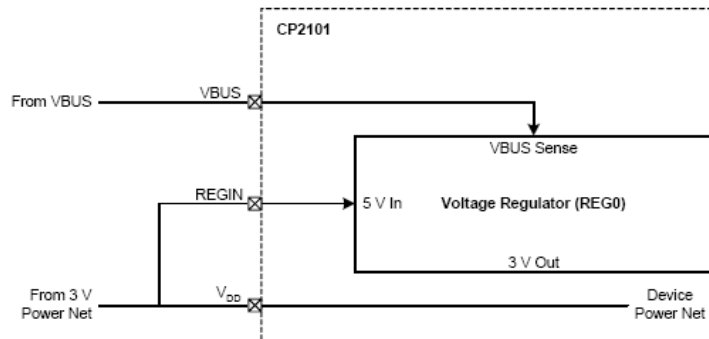 CP2101
From VBUS
VBUS
VBUS Sense
REGIN
5 V In
Voltage Regulator (REG0)
3 V Out
From 3 V
Power Net
VDD
Device
Power Net